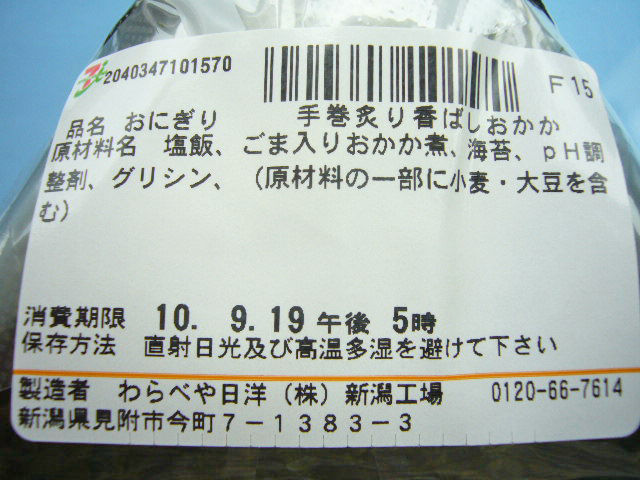 2040347101570
F15
品名 おにぎり 手巻炙り香ばしおかか
原材料名 塩飯、ごま入りおかか煮、海苔、pH調
整剤、グリシン、（原材料の一部に小麦・大豆を含
む）
消費期限 10. 9.19午後 5時
保存方法 直射日光及び高温多湿を避けて下さい
製造者 わらべや日洋（株）新潟工場 0120-66-7614
新潟県見附市今町7-1383-3